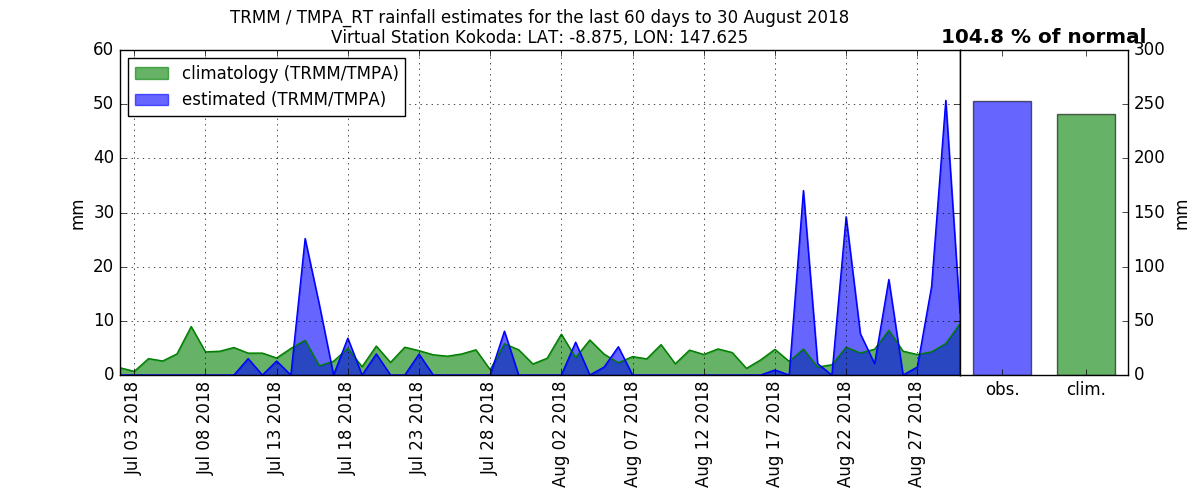 TRMM / TMPA_RT rainfall estimates for the last 60 days to 30 August 2018
Virtual Station Kokoda: LAT: -8.875, LON: 147.625
104.8 % of normal
climatology (TRMM/TMPA)
estimated (TRMM/TMPA)
60
50
40
30
20
10
0
mm
Jul 03 2018
Jul 08 2018
Jul 13 2018
Jul 18 2018
Jul 23 2018
Jul 28 2018
Aug 02 2018
Aug 07 2018
Aug 12 2018
Aug 17 2018
Aug 22 2018
Aug 27 2018
300
250
200
150
100
50
0
mm
obs.
clim.